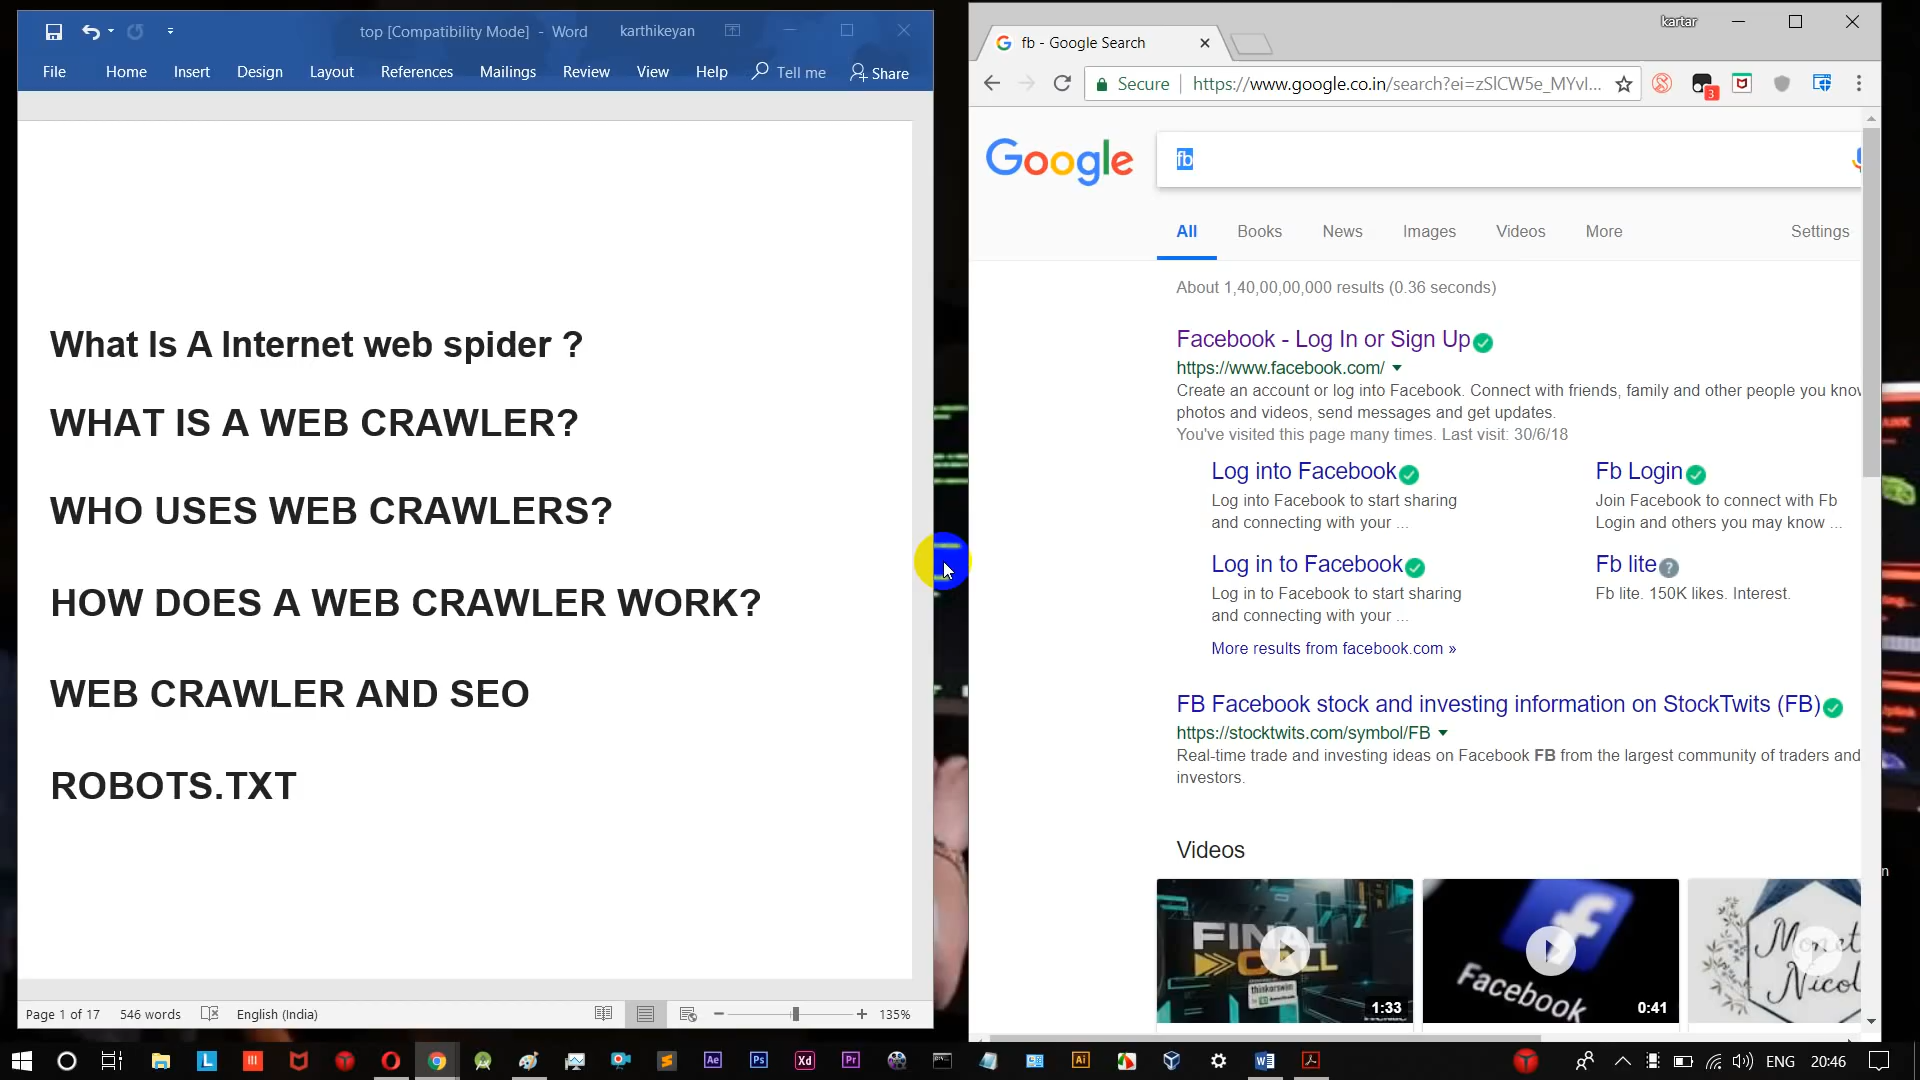 top [Compatibility Mode] - Word
karthikeyan
File Home Insert Design Layout References Mailings Review View Help Tell me Share
What Is A Internet web spider ?
WHAT IS A WEB CRAWLER?
WHO USES WEB CRAWLERS?
HOW DOES A WEB CRAWLER WORK?
WEB CRAWLER AND SEO
ROBOTS.TXT
Page 1 of 17 546 words English (India) 135%
kartar
fb - Google Search
Secure https://www.google.co.in/search?ei=zSlCW5e_MYvI...
3
Google
fb
All Books News Images Videos More Settings
About 1,40,00,00,000 results (0.36 seconds)
Facebook - Log In or Sign Up
https://www.facebook.com/
Create an account or log into Facebook. Connect with friends, family and other people you know
photos and videos, send messages and get updates.
You've visited this page many times. Last visit: 30/6/18
Log into Facebook
Log into Facebook to start sharing
and connecting with your ...
Fb Login
Join Facebook to connect with Fb
Login and others you may know ...
Log in to Facebook
Log in to Facebook to start sharing
and connecting with your ...
Fb lite
Fb lite. 150K likes. Interest.
More results from facebook.com »
FB Facebook stock and investing information on StockTwits (FB)
https://stocktwits.com/symbol/FB
Real-time trade and investing ideas on Facebook FB from the largest community of traders and
investors.
Videos
FINAL
CALL
thinkorswim
1:33
Facebook
0:41
L Ae Ps Xd Pr Ai
ENG 20:46